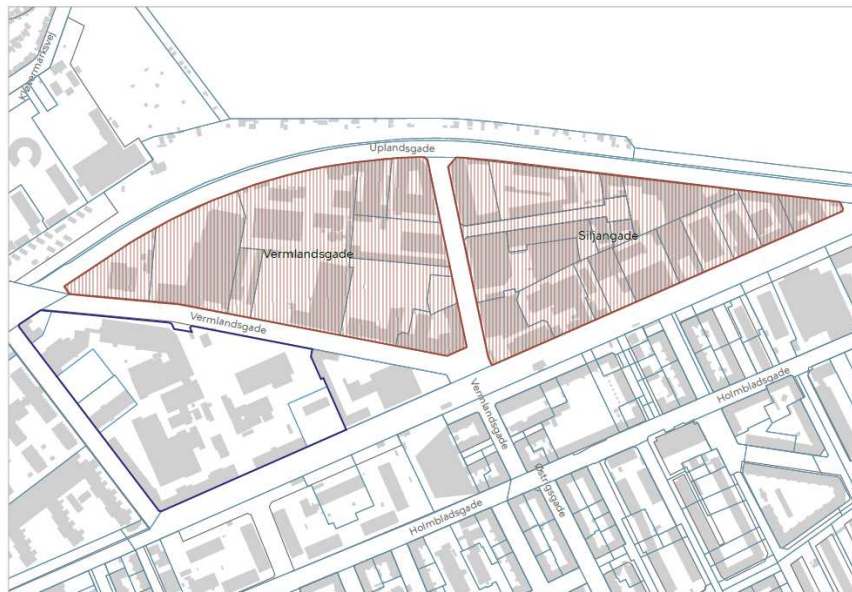 Kløvermarksvej
Uplandsgade
Vermlandsgade
Siljangade
Vermlandsgade
Vermlandsgade
Holmbladsgade
Østrigsgade
Holmbladsgade